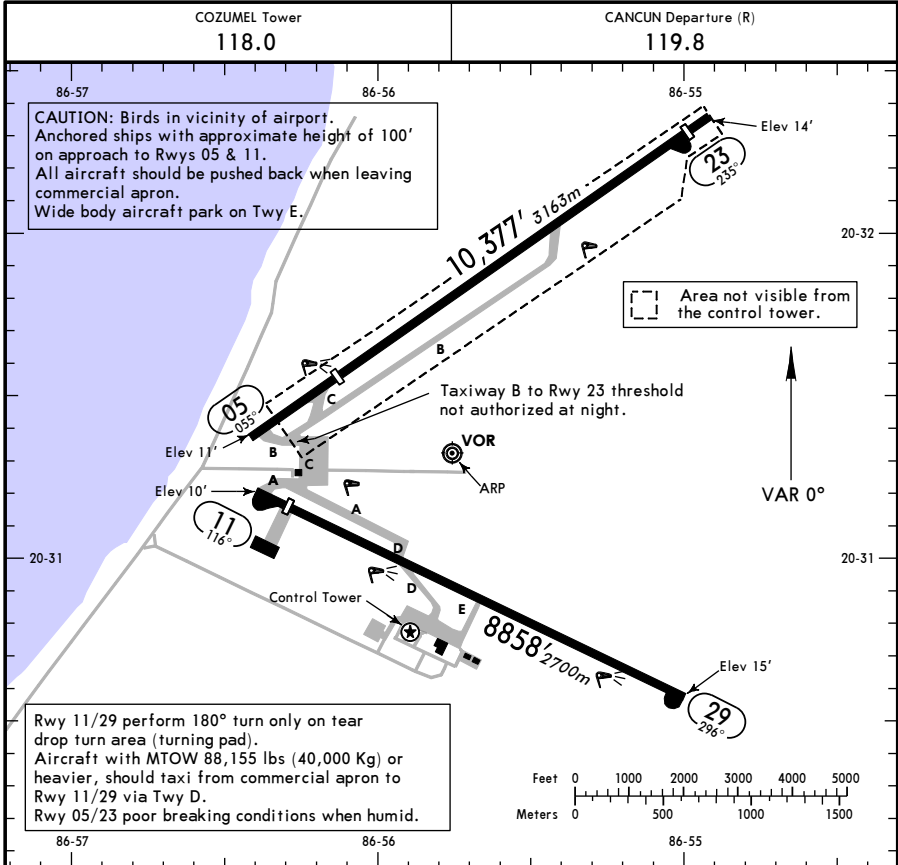 COZUMEL Tower
118.0
CANCUN Departure (R)
119.8
86-57
86-56
86-55
CAUTION: Birds in vicinity of airport.
Anchored ships with approximate height of 100'
on approach to Rwys 05 & 11.
All aircraft should be pushed back when leaving
commercial apron.
Wide body aircraft park on Twy E.
Elev 14'
23
235°
10,377' 3163m
20-32
20-32
Area not visible from
the control tower.
B
C
Taxiway B to Rwy 23 threshold
not authorized at night.
05
055°
Elev 11'
B
C
VOR
ARP
A
Elev 10'
VAR 0°
11
116°
A
D
20-31
20-31
D
E
Control Tower
8858' 2700m
Elev 15'
29
296°
Rwy 11/29 perform 180° turn only on tear
drop turn area (turning pad).
Aircraft with MTOW 88,155 lbs (40,000 Kg) or
heavier, should taxi from commercial apron to
Rwy 11/29 via Twy D.
Rwy 05/23 poor breaking conditions when humid.
Feet 0 1000 2000 3000 4000 5000
Meters 0 500 1000 1500
86-57
86-56
86-55